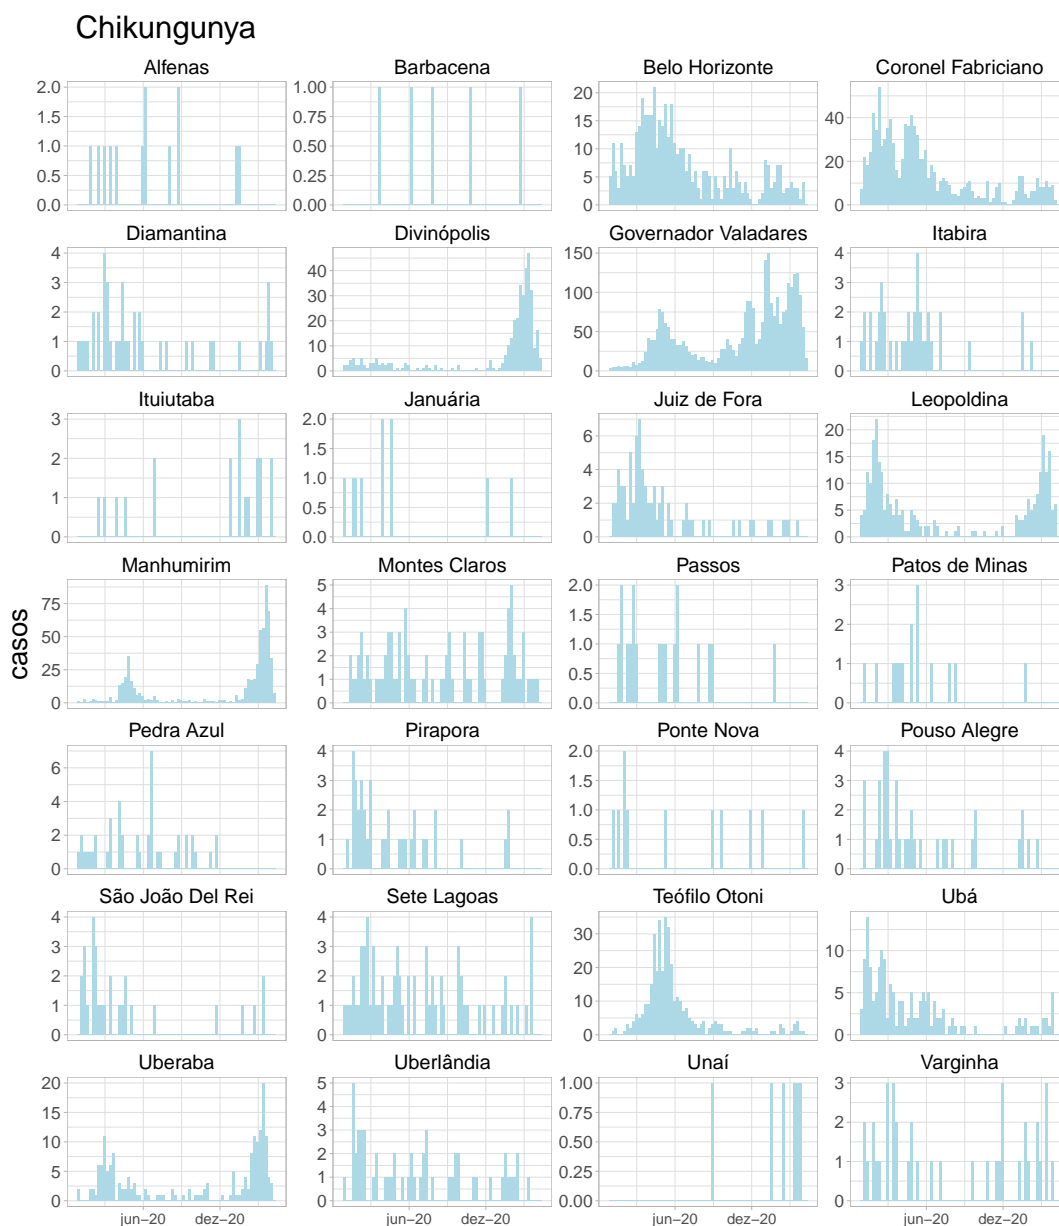 Chikungunya
Alfenas Barbacena Belo Horizonte Coronel Fabriciano
2.0 1.5 1.0 0.5 0.0
1.00 0.75 0.50 0.25 0.00
20 15 10 5 0
40 20 0
Diamantina Divinópolis Governador Valadares Itabira
4 3 2 1 0
40 30 20 10 0
150 100 50 0
4 3 2 1 0
Ituiutaba Januária Juiz de Fora Leopoldina
3 2 1 0
2.0 1.5 1.0 0.5 0.0
6 4 2 0
20 15 10 5 0
Manhumirim Montes Claros Passos Patos de Minas
75 50 25 0
5 4 3 2 1 0
2.0 1.5 1.0 0.5 0.0
3 2 1 0
casos
Pedra Azul Pirapora Ponte Nova Pouso Alegre
6 4 2 0
4 3 2 1 0
2.0 1.5 1.0 0.5 0.0
4 3 2 1 0
São João Del Rei Sete Lagoas Teófilo Otoni Ubá
4 3 2 1 0
4 3 2 1 0
30 20 10 0
10 5 0
Uberaba Uberlândia Unaí Varginha
20 15 10 5 0
5 4 3 2 1 0
1.00 0.75 0.50 0.25 0.00
3 2 1 0
jun–20 dez–20 jun–20 dez–20 jun–20 dez–20 jun–20 dez–20